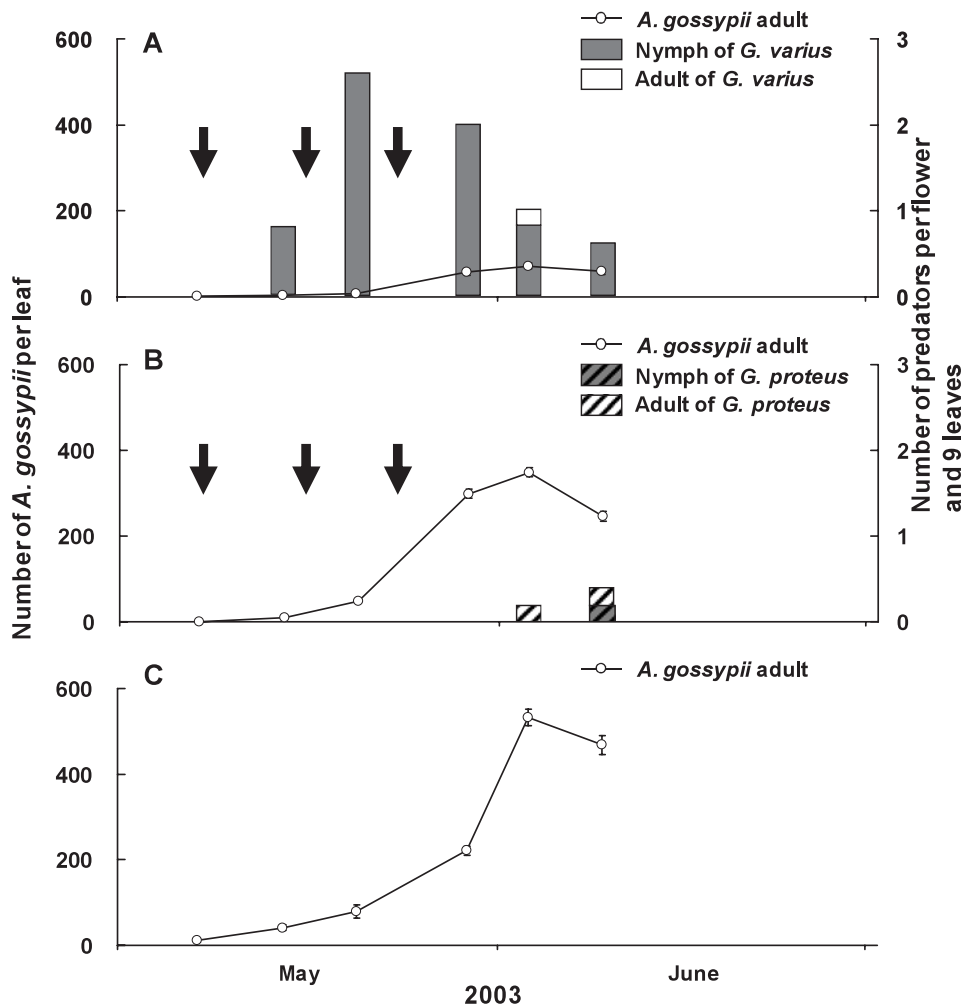 A. gossypii adult
Nymph of G. varius
Adult of G. varius
A
600
400
200
0
3
2
1
0
A. gossypii adult
Nymph of G. proteus
Adult of G. proteus
B
600
400
200
0
3
2
1
0
A. gossypii adult
C
600
400
200
0
Number of A. gossypii per leaf
Number of predators per flower
and 9 leaves
May
June
2003